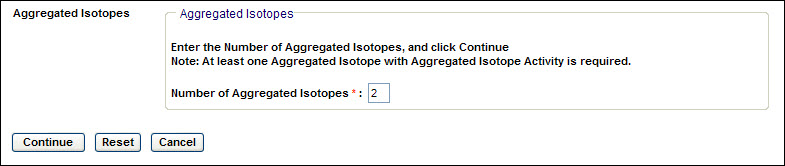 Aggregated Isotopes
Aggregated Isotopes
Enter the Number of Aggregated Isotopes, and click Continue
Note: At least one Aggregated Isotope with Aggregated Isotope Activity is required.
Number of Aggregated Isotopes * : 2
Continue Reset Cancel